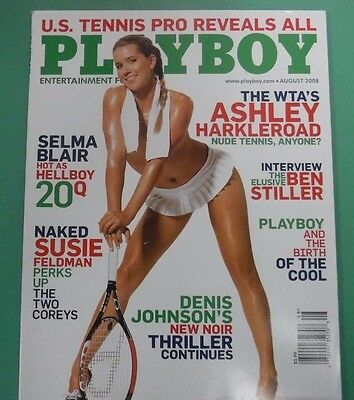 U.S. TENNIS PRO REVEALS ALL
PLAYBOY
ENTERTAINMENT F
www.playboy.com • AUGUST 2008
THE WTA'S
ASHLEY
HARKLEROAD
NUDE TENNIS, ANYONE?
SELMA
BLAIR
HOT AS
HELLBOY
20Q
INTERVIEW
THE ELUSIVE BEN
STILLER
NAKED
SUSIE
FELDMAN
PERKS
UP
THE
TWO
COREYS
PLAYBOY
AND THE
BIRTH
OF THE
COOL
DENIS
JOHNSON'S
NEW NOIR
THRILLER
CONTINUES